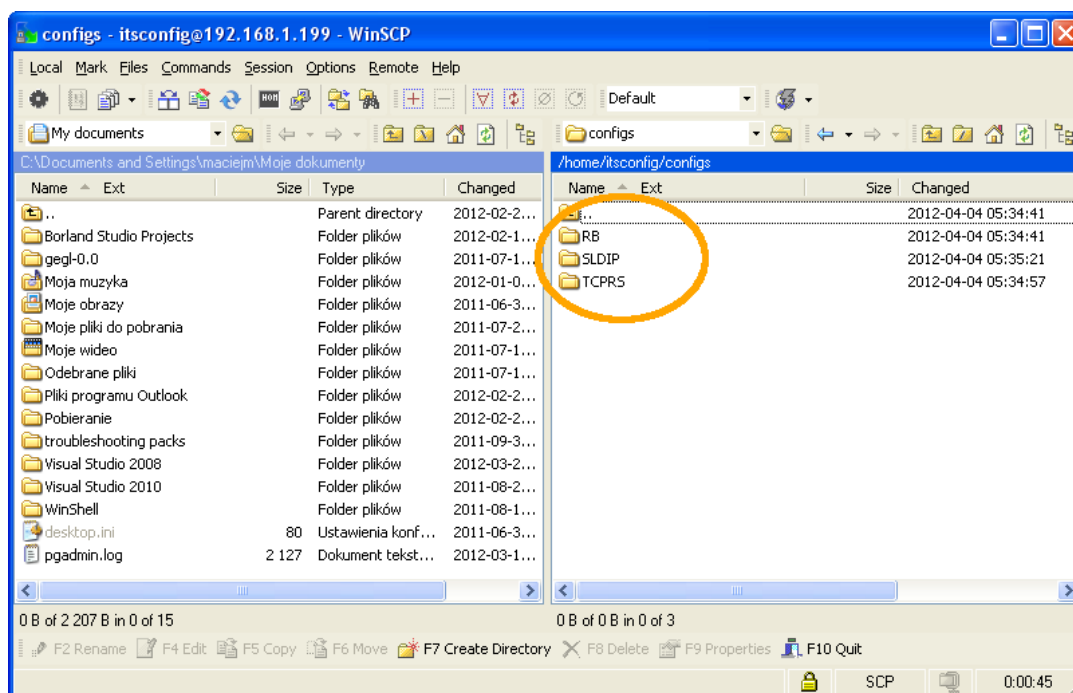 configs - itsconfig@192.168.1.199 - WinSCP
Local Mark Files Commands Session Options Remote Help
Default
My documents configs
C:\Documents and Settings\maciejm\Moje dokumenty /home/itsconfig/configs
Name Ext Size Type Changed Name Ext Size Changed
.. Parent directory 2012-02-2... .. 2012-04-04 05:34:41
Borland Studio Projects Folder plików 2012-02-1... RB 2012-04-04 05:34:41
gegl-0.0 Folder plików 2011-07-1... SLDIP 2012-04-04 05:35:21
Moja muzyka Folder plików 2012-01-0... TCPRS 2012-04-04 05:34:57
Moje obrazy Folder plików 2011-06-3...
Moje pliki do pobrania Folder plików 2011-07-2...
Moje wideo Folder plików 2011-07-1...
Odebrane pliki Folder plików 2011-07-1...
Pliki programu Outlook Folder plików 2012-02-2...
Pobieranie Folder plików 2012-02-2...
troubleshooting packs Folder plików 2011-09-3...
Visual Studio 2008 Folder plików 2012-03-2...
Visual Studio 2010 Folder plików 2011-08-2...
WinShell Folder plików 2011-08-1...
desktop.ini 80 Ustawienia konf... 2011-06-3...
pgadmin.log 2 127 Dokument tekst... 2012-03-1...
0 B of 2 207 B in 0 of 15 0 B of 0 B in 0 of 3
F2 Rename F4 Edit F5 Copy F6 Move F7 Create Directory F8 Delete F9 Properties F10 Quit
SCP 0:00:45